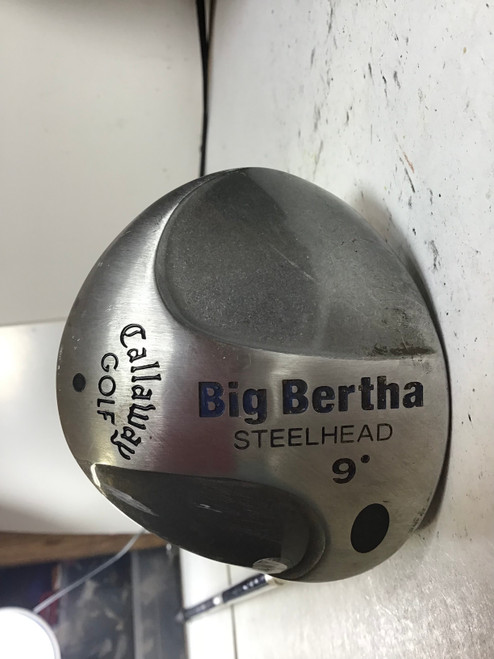 Big Bertha
STEELHEAD
9°
Callaway
GOLF